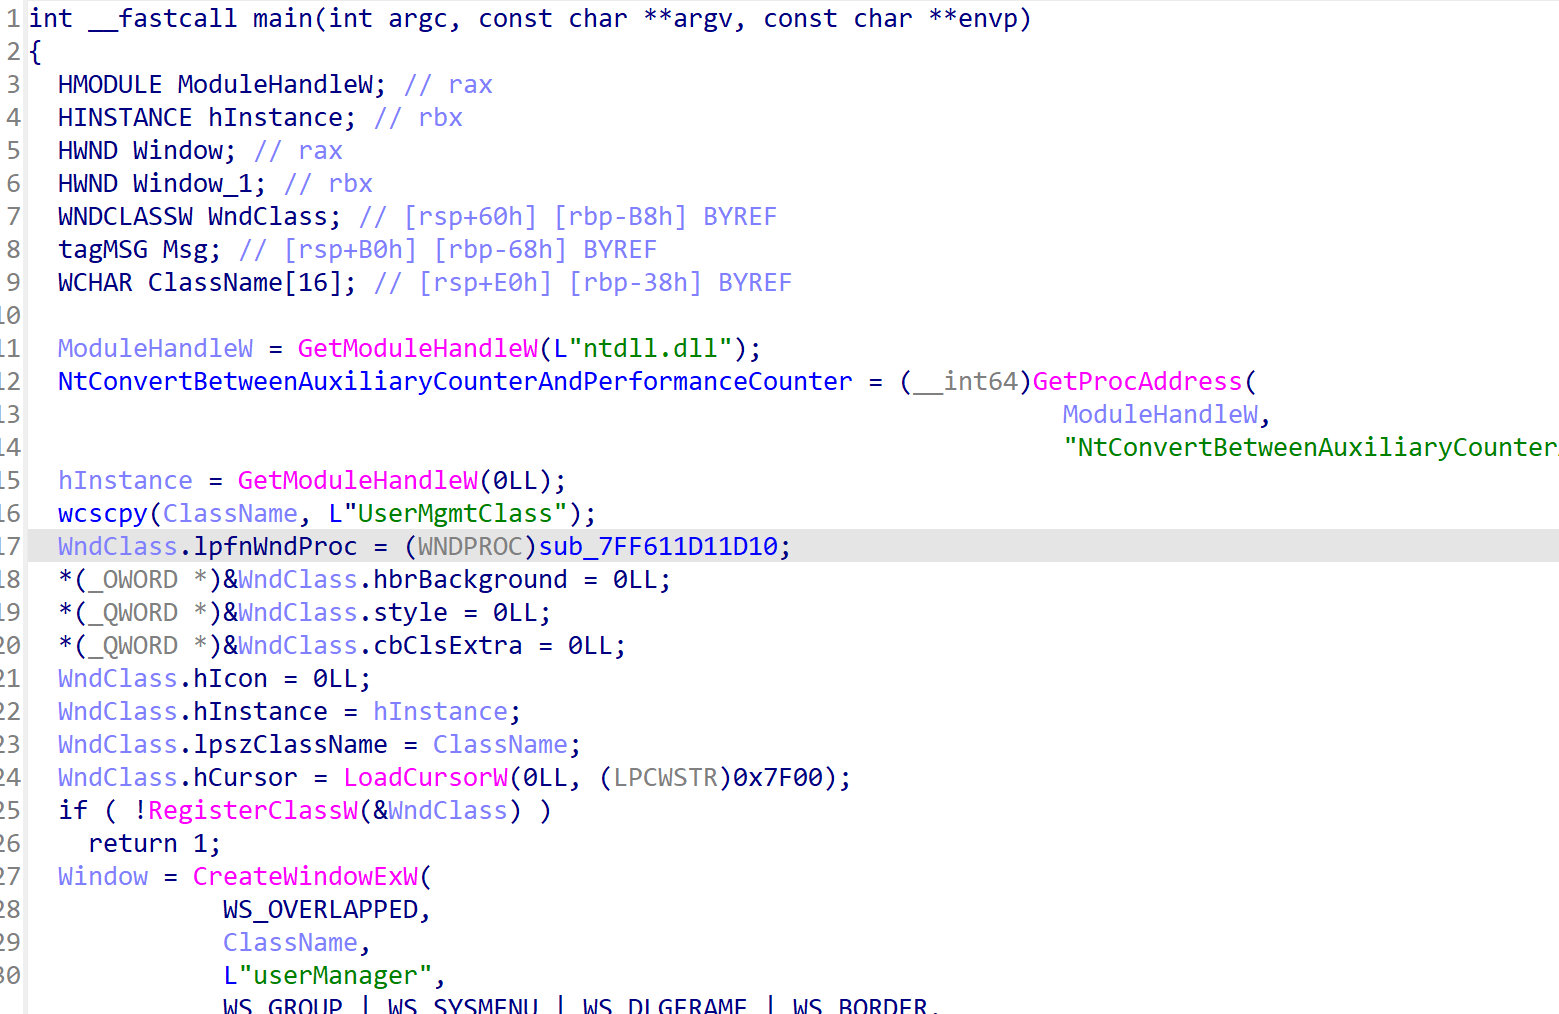 1 int __fastcall main(int argc, const char **argv, const char **envp)
2 {
3   HMODULE ModuleHandleW; // rax
4   HINSTANCE hInstance; // rbx
5   HWND Window; // rax
6   HWND Window_1; // rbx
7   WNDCLASSW WndClass; // [rsp+60h] [rbp-B8h] BYREF
8   tagMSG Msg; // [rsp+B0h] [rbp-68h] BYREF
9   WCHAR ClassName[16]; // [rsp+E0h] [rbp-38h] BYREF
10
11   ModuleHandleW = GetModuleHandleW(L"ntdll.dll");
12   NtConvertBetweenAuxiliaryCounterAndPerformanceCounter = (__int64)GetProcAddress(
13                                                                      ModuleHandleW,
14                                                                      "NtConvertBetweenAuxiliaryCounter
15   hInstance = GetModuleHandleW(0LL);
16   wcscpy(ClassName, L"UserMgmtClass");
17   WndClass.lpfnWndProc = (WNDPROC)sub_7FF611D11D10;
18   *(_OWORD *)&WndClass.hbrBackground = 0LL;
19   *(_QWORD *)&WndClass.style = 0LL;
20   *(_QWORD *)&WndClass.cbClsExtra = 0LL;
21   WndClass.hIcon = 0LL;
22   WndClass.hInstance = hInstance;
23   WndClass.lpszClassName = ClassName;
24   WndClass.hCursor = LoadCursorW(0LL, (LPCWSTR)0x7F00);
25   if ( !RegisterClassW(&WndClass) )
26     return 1;
27   Window = CreateWindowExW(
28              WS_OVERLAPPED,
29              ClassName,
30              L"userManager",
             WS_GROUP | WS_SYSMENU | WS_DLGFRAME | WS_BORDER,